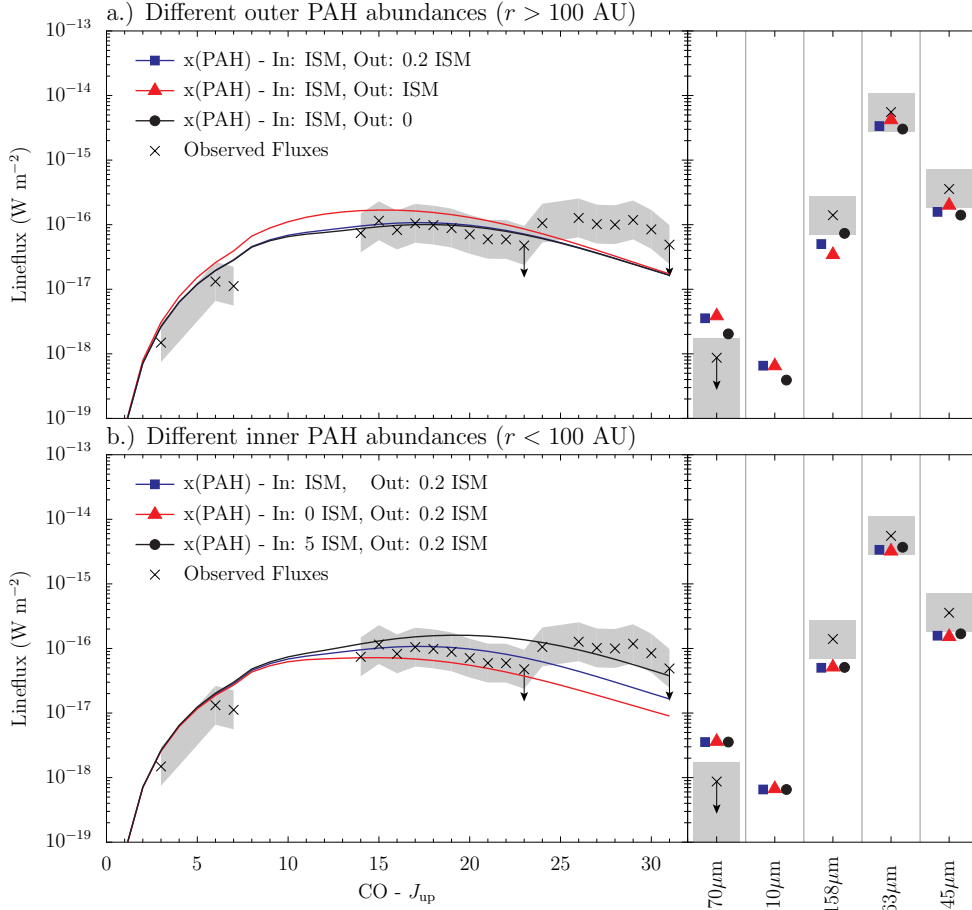 a.) Different outer PAH abundances (r > 100 AU)
10⁻¹³
10⁻¹⁴
10⁻¹⁵
10⁻¹⁶
10⁻¹⁷
10⁻¹⁸
10⁻¹⁹
Lineflux (W m⁻²)
x(PAH) - In: ISM, Out: 0.2 ISM
x(PAH) - In: ISM, Out: ISM
x(PAH) - In: ISM, Out: 0
Observed Fluxes
b.) Different inner PAH abundances (r < 100 AU)
10⁻¹³
10⁻¹⁴
10⁻¹⁵
10⁻¹⁶
10⁻¹⁷
10⁻¹⁸
10⁻¹⁹
Lineflux (W m⁻²)
x(PAH) - In: ISM, Out: 0.2 ISM
x(PAH) - In: 0 ISM, Out: 0.2 ISM
x(PAH) - In: 5 ISM, Out: 0.2 ISM
Observed Fluxes
0 5 10 15 20 25 30
CO - J_up
70μm
10μm
158μm
63μm
45μm